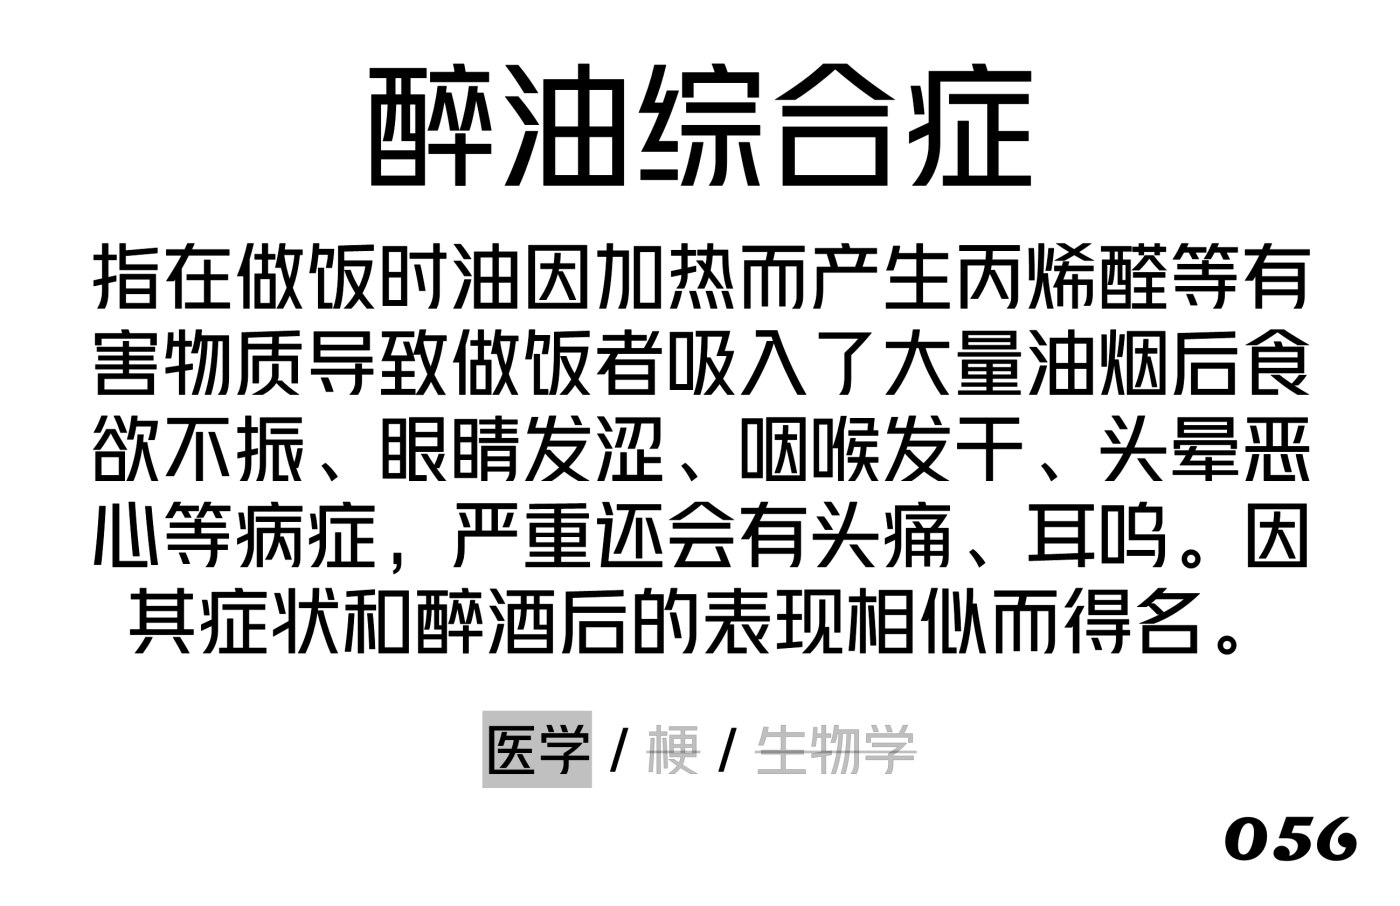 醉油综合症
指在做饭时油因加热而产生丙烯醛等有
害物质导致做饭者吸入了大量油烟后食
欲不振、眼睛发涩、咽喉发干、头晕恶
心等病症，严重还会有头痛、耳呜。因
其症状和醉酒后的表现相似而得名。
医学 / 梗 / 生物学
056